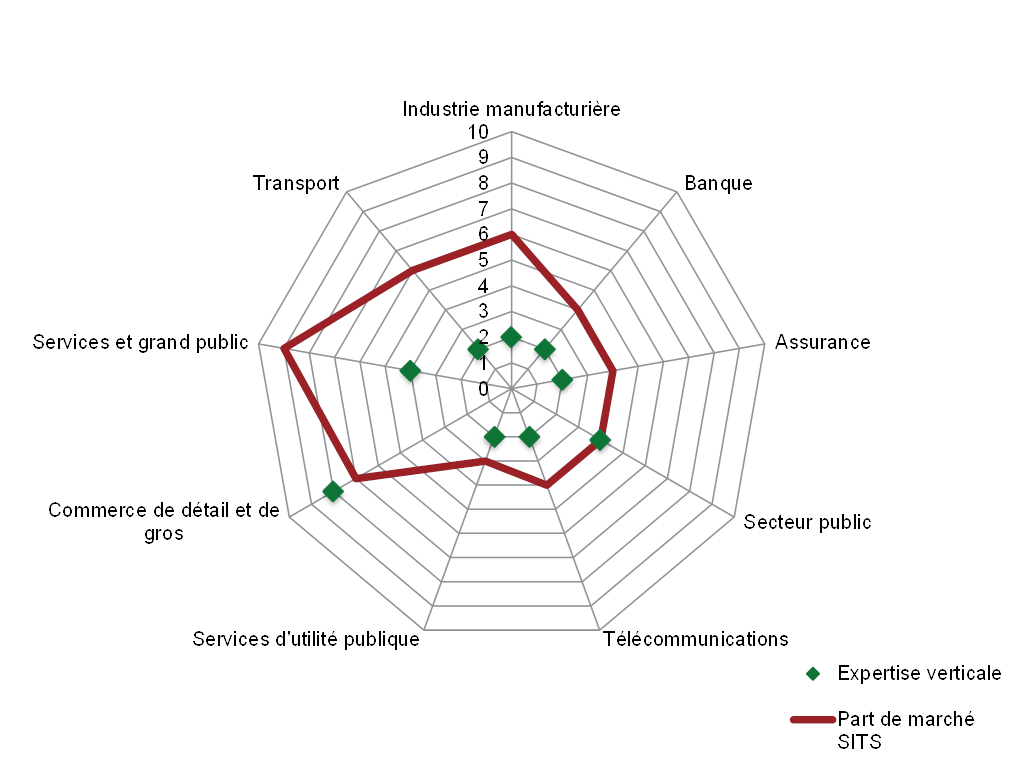 Industrie manufacturière
10
9
8
7
6
5
4
3
2
1
0
Transport
Banque
Services et grand public
Assurance
Commerce de détail et de
gros
Secteur public
Services d'utilité publique
Télécommunications
Expertise verticale
Part de marché
SITS